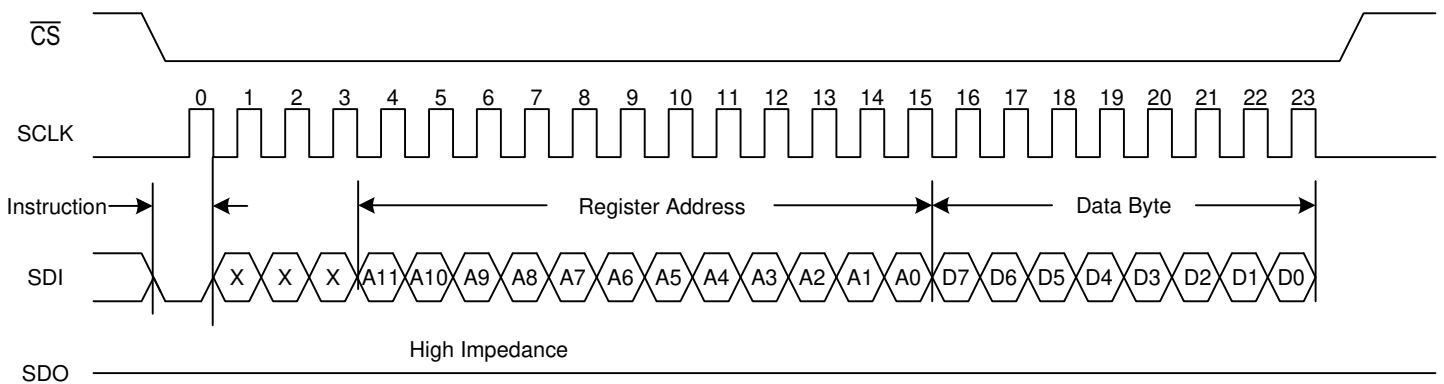 CS
0 1 2 3 4 5 6 7 8 9 10 11 12 13 14 15 16 17 18 19 20 21 22 23
SCLK
Instruction Register Address Data Byte
SDI X X X A11 A10 A9 A8 A7 A6 A5 A4 A3 A2 A1 A0 D7 D6 D5 D4 D3 D2 D1 D0
High Impedance
SDO